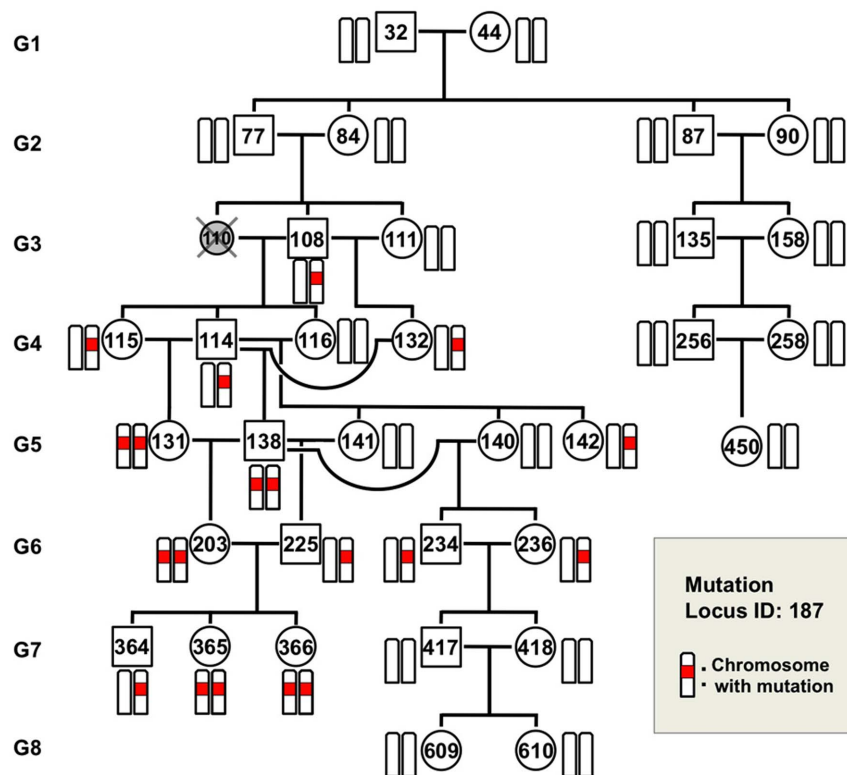 G1 32 44
G2 77 84 87 90
G3 110 108 111 135 158
G4 115 114 116 132 256 258
G5 131 138 141 140 142 450
G6 203 225 234 236
Mutation
Locus ID: 187
G7 364 365 366 417 418
: Chromosome
with mutation
G8 609 610